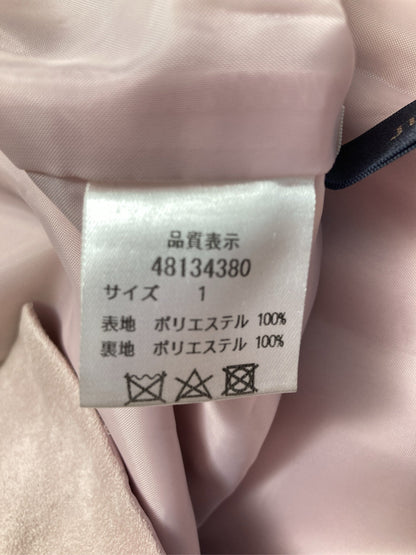 品質表示
48134380
サイズ 1
表地 ポリエステル 100%
裏地 ポリエステル 100%